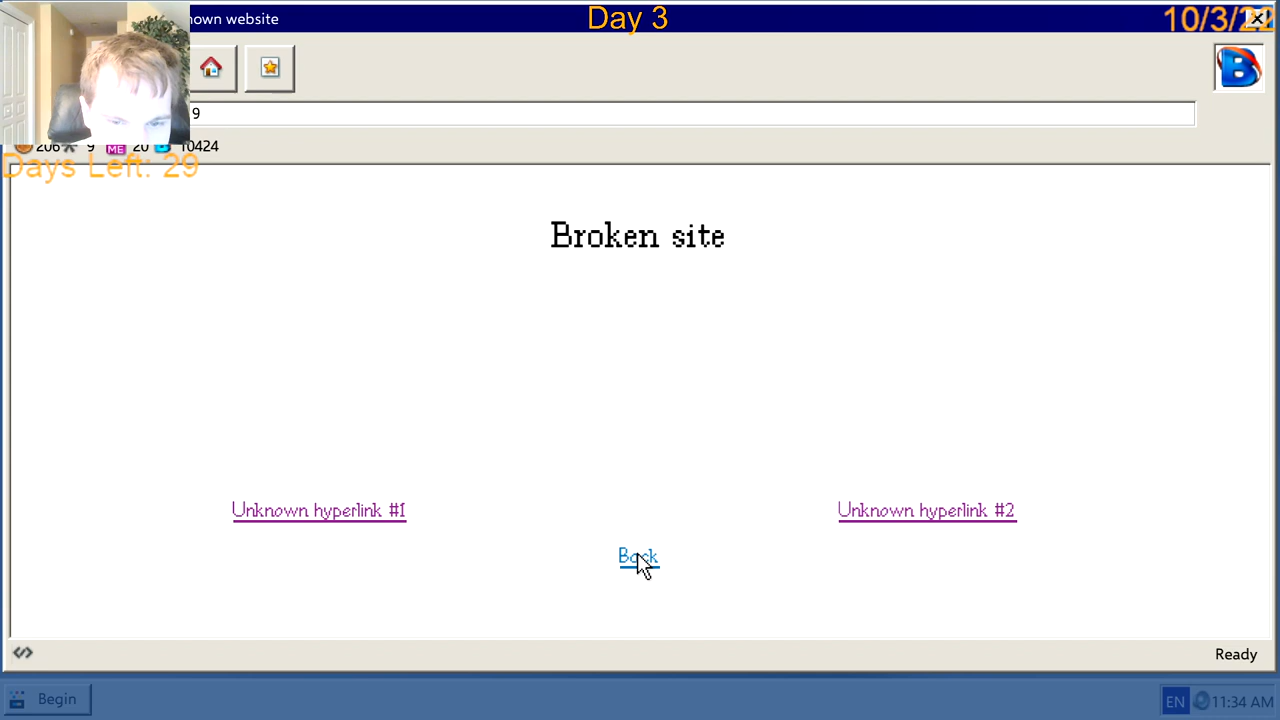 nown website
Day 3
10/3/22
9
206 9 ME 20 10424
Days Left: 29
Broken site
Unknown hyperlink #1
Unknown hyperlink #2
Back
Ready
Begin
EN
11:34 AM